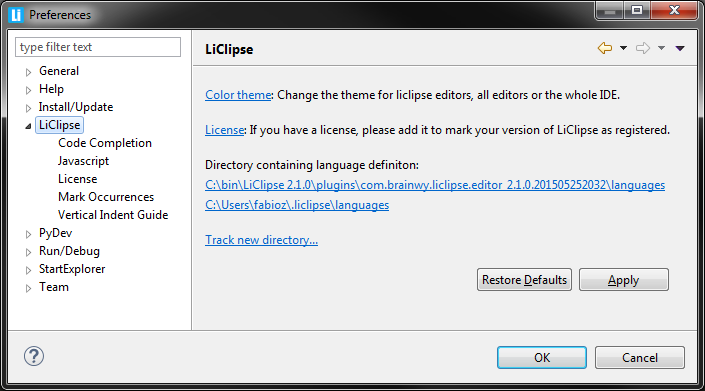 Li Preferences
type filter text
General
Help
Install/Update
LiClipse
Code Completion
Javascript
License
Mark Occurrences
Vertical Indent Guide
PyDev
Run/Debug
StartExplorer
Team
LiClipse
Color theme: Change the theme for liclipse editors, all editors or the whole IDE.
License: If you have a license, please add it to mark your version of LiClipse as registered.
Directory containing language definiton:
C:\bin\LiClipse 2.1.0\plugins\com.brainwy.liclipse.editor_2.1.0.201505252032\languages
C:\Users\fabioz\.liclipse\languages
Track new directory...
Restore Defaults Apply
? OK Cancel